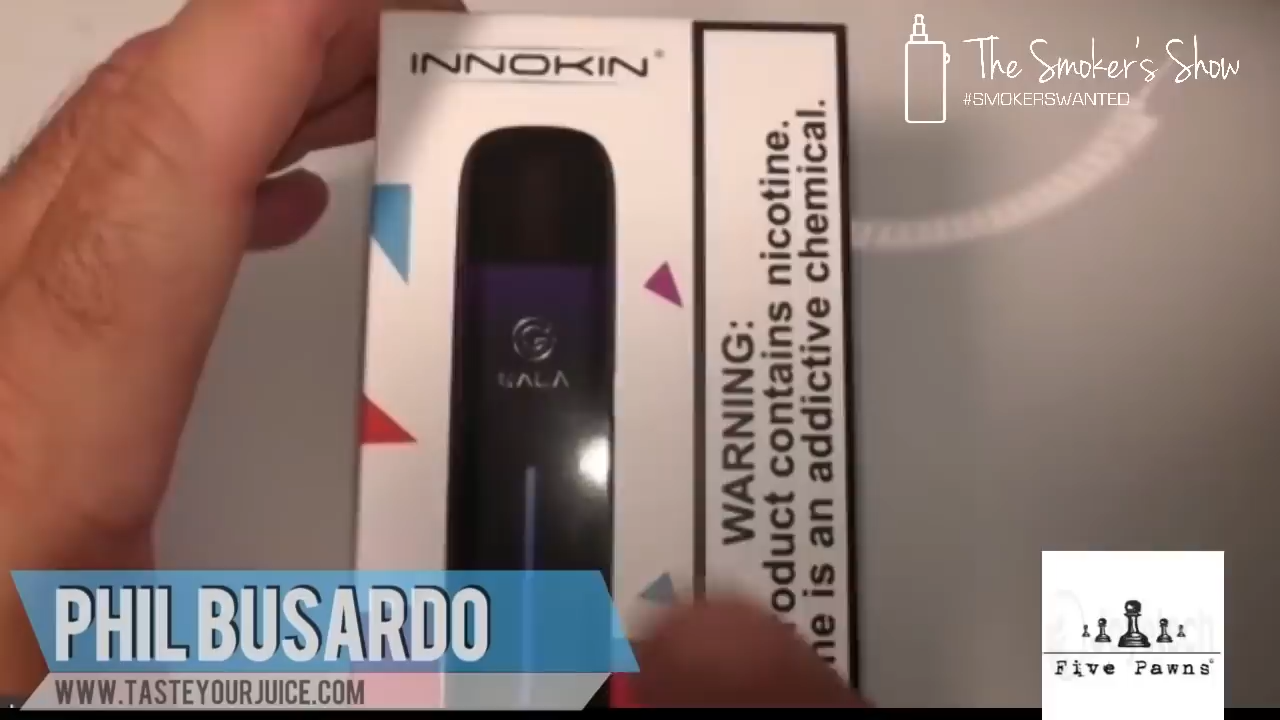 INNOKIN®
The Smoker's Show
#SMOKERSWANTED
WARNING:
oduct contains nicotine.
ne is an addictive chemical.
GALA
PHIL BUSARDO
WWW.TASTEYOURJUICE.COM
Five Pawns